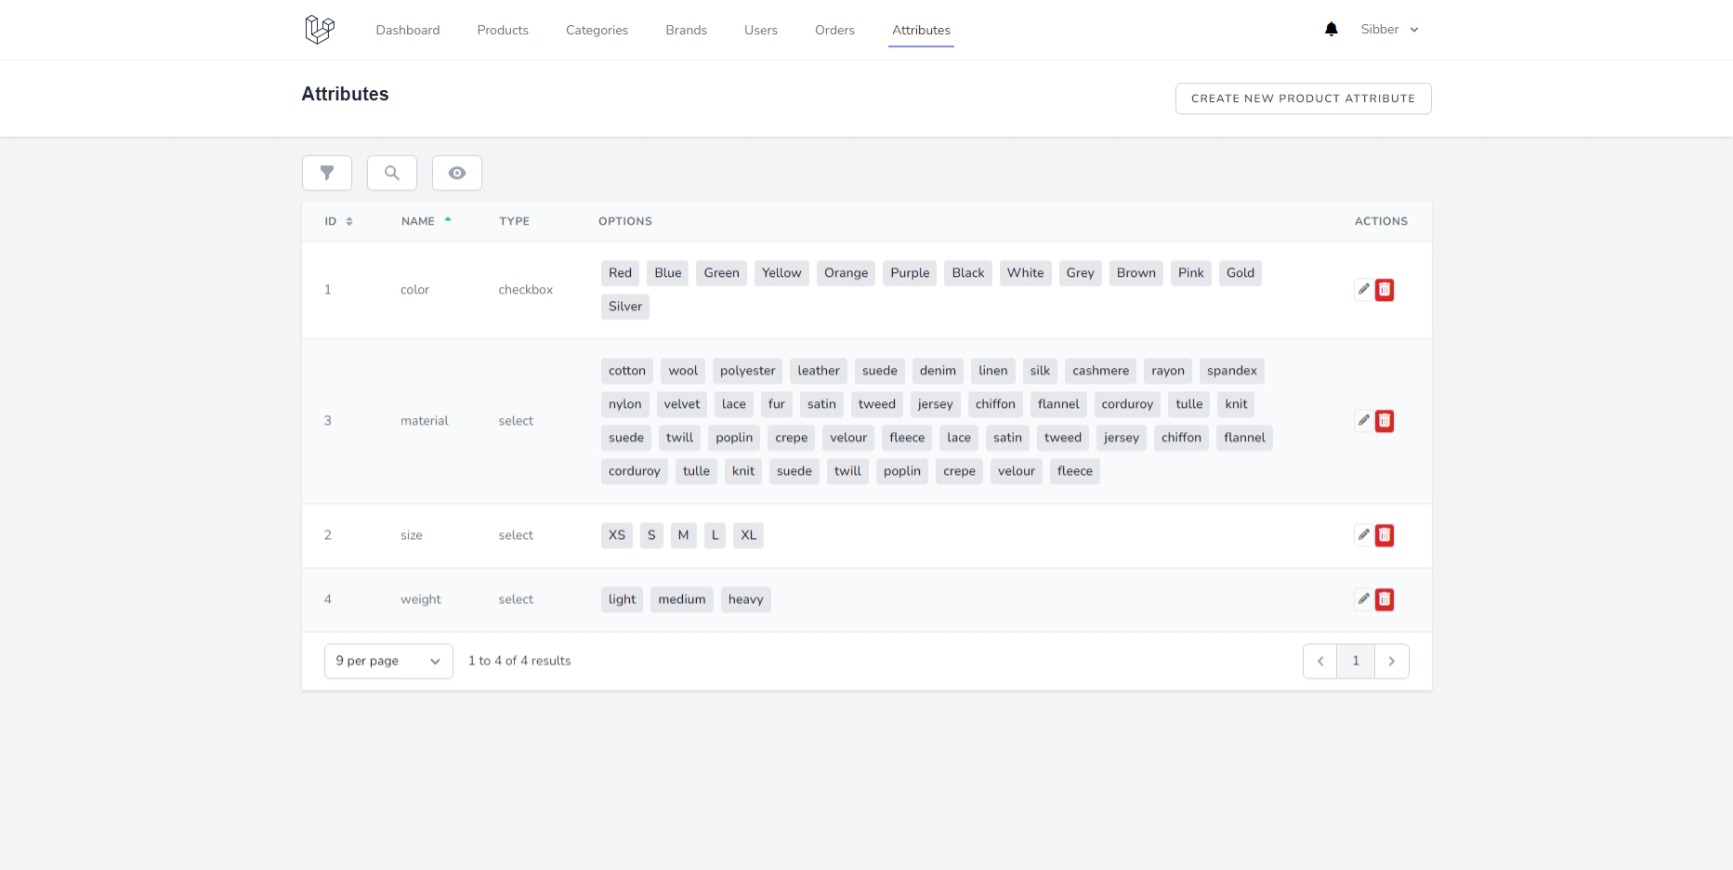 Dashboard Products Categories Brands Users Orders Attributes Sibber
Attributes
CREATE NEW PRODUCT ATTRIBUTE
ID NAME TYPE OPTIONS ACTIONS
Red Blue Green Yellow Orange Purple Black White Grey Brown Pink Gold
1 color checkbox
Silver
cotton wool polyester leather suede denim linen silk cashmere rayon spandex
nylon velvet lace fur satin tweed jersey chiffon flannel corduroy tulle knit
3 material select
suede twill poplin crepe velour fleece lace satin tweed jersey chiffon flannel
corduroy tulle knit suede twill poplin crepe velour fleece
2 size select XS S M L XL
4 weight select light medium heavy
9 per page 1 to 4 of 4 results 1